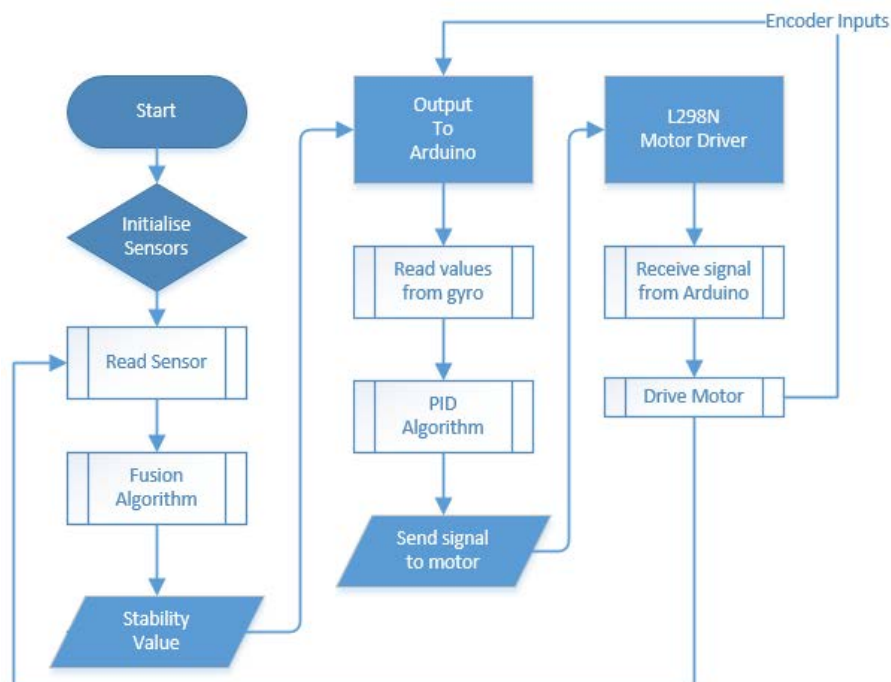 Encoder Inputs
Start
Initialise
Sensors
Read Sensor
Fusion
Algorithm
Stability
Value
Output
To
Arduino
Read values
from gyro
PID
Algorithm
Send signal
to motor
L298N
Motor Driver
Receive signal
from Arduino
Drive Motor